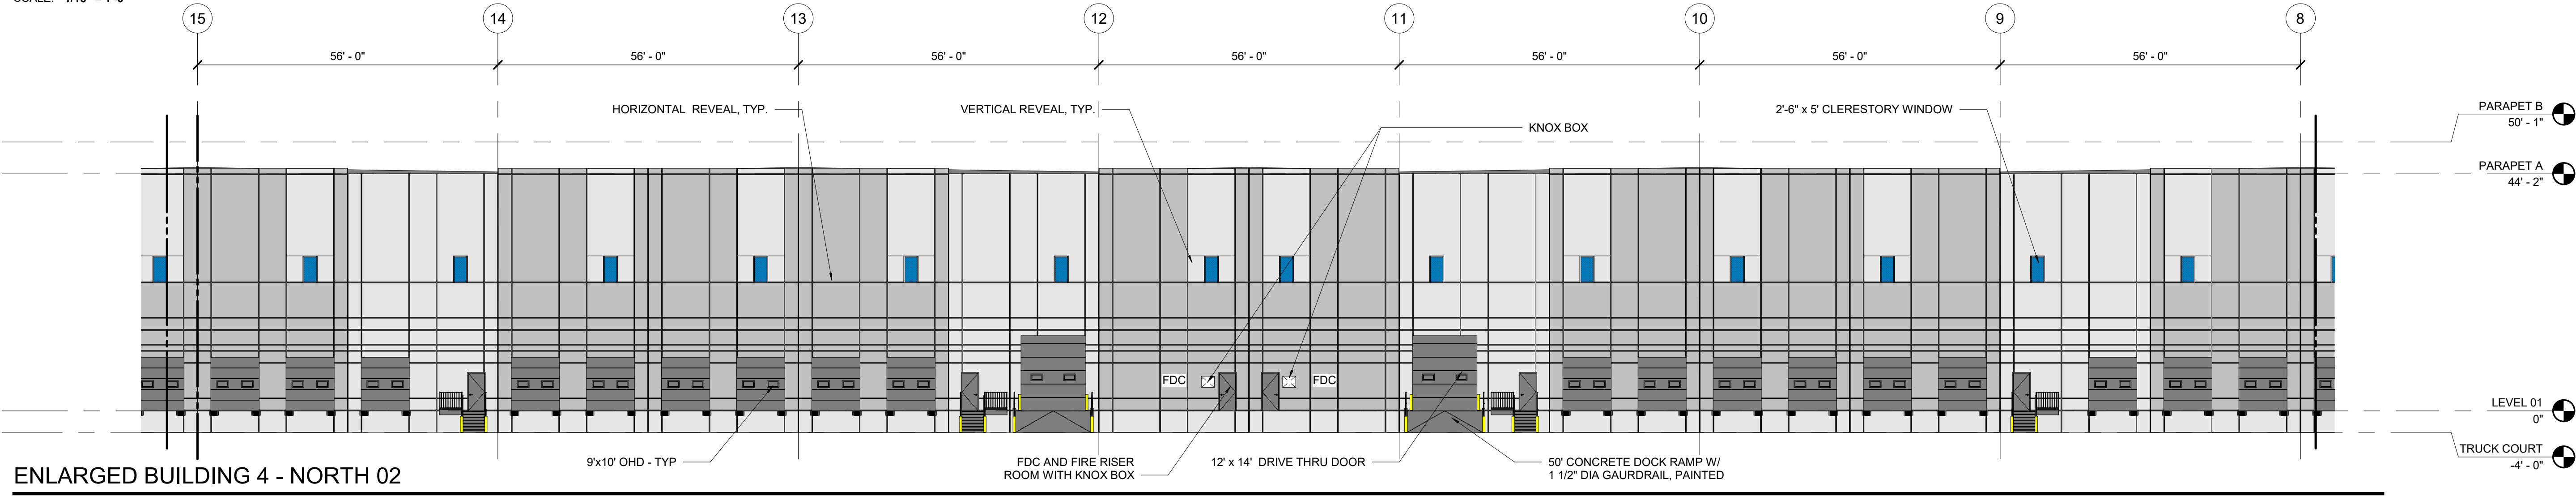 15 14 13 12 11 10 9 8
56' - 0" 56' - 0" 56' - 0" 56' - 0" 56' - 0" 56' - 0" 56' - 0"
HORIZONTAL REVEAL, TYP.
VERTICAL REVEAL, TYP.
KNOX BOX
2'-6" x 5' CLERESTORY WINDOW
PARAPET B
50' - 1"
PARAPET A
44' - 2"
FDC FDC
LEVEL 01
0"
TRUCK COURT
-4' - 0"
9'x10' OHD - TYP
FDC AND FIRE RISER
ROOM WITH KNOX BOX
12' x 14' DRIVE THRU DOOR
50' CONCRETE DOCK RAMP W/
1 1/2" DIA GAURDRAIL, PAINTED
ENLARGED BUILDING 4 - NORTH 02